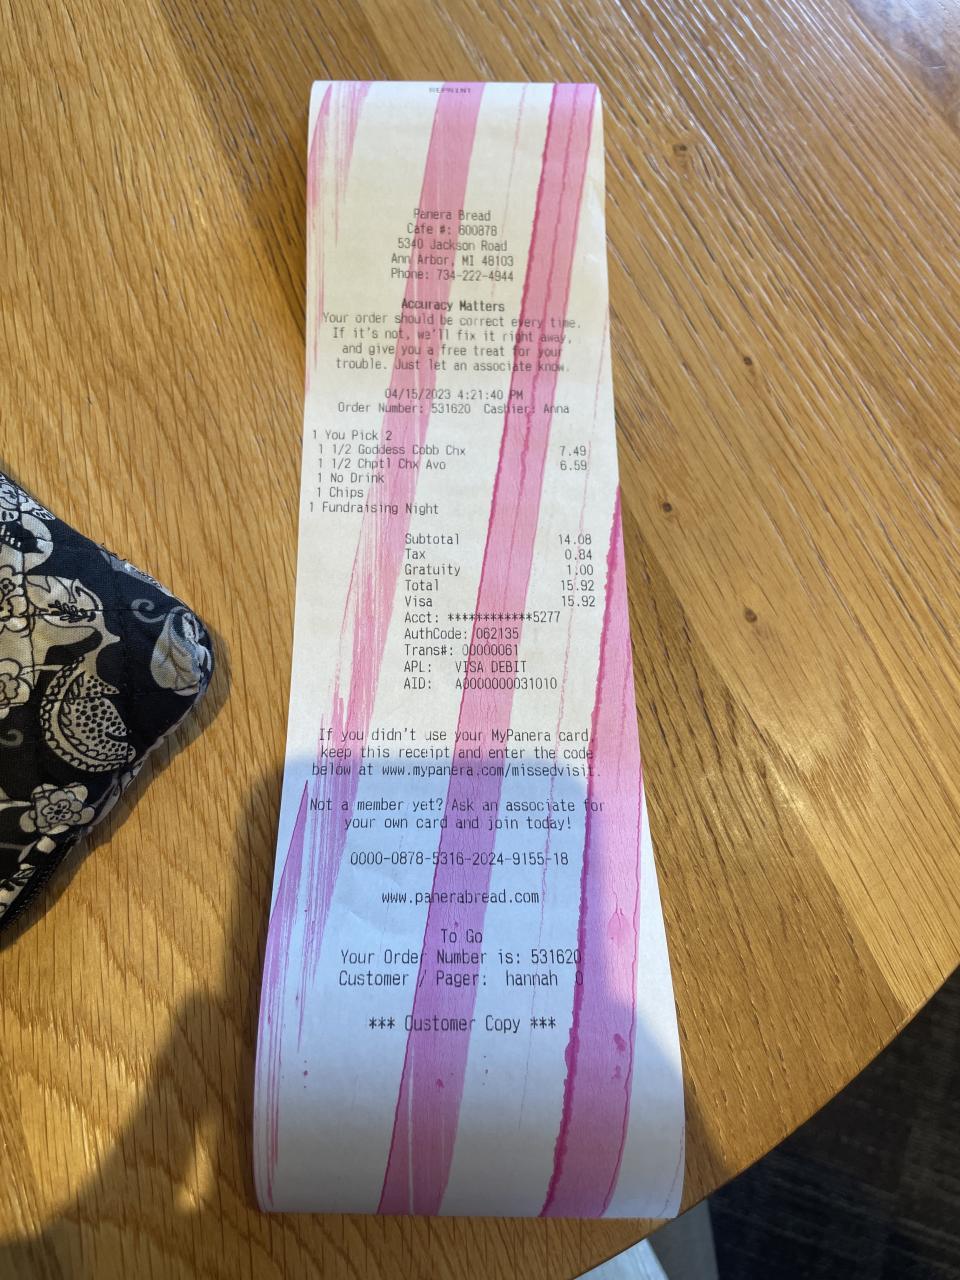 REPRINT
Panera Bread
Cafe #: 600878
5340 Jackson Road
Ann Arbor, MI 48103
Phone: 734-222-4944
Accuracy Matters
Your order should be correct every time.
If it's not, we'll fix it right away,
and give you a free treat for your
trouble. Just let an associate know.
04/15/2023 4:21:40 PM
Order Number: 531620 Cashier: Anna
1 You Pick 2
1 1/2 Goddess Cobb Chx 7.49
1 1/2 Chptl Chx Avo 6.59
1 No Drink
1 Chips
1 Fundraising Night
Subtotal 14.08
Tax 0.84
Gratuity 1.00
Total 15.92
Visa 15.92
Acct: ************5277
AuthCode: 062135
Trans#: 00000061
APL: VISA DEBIT
AID: A0000000031010
If you didn't use your MyPanera card,
keep this receipt and enter the code
below at www.mypanera.com/missedvisit.
Not a member yet? Ask an associate for
your own card and join today!
0000-0878-5316-2024-9155-18
www.panerabread.com
To Go
Your Order Number is: 531620
Customer / Pager: hannah 0
*** Customer Copy ***